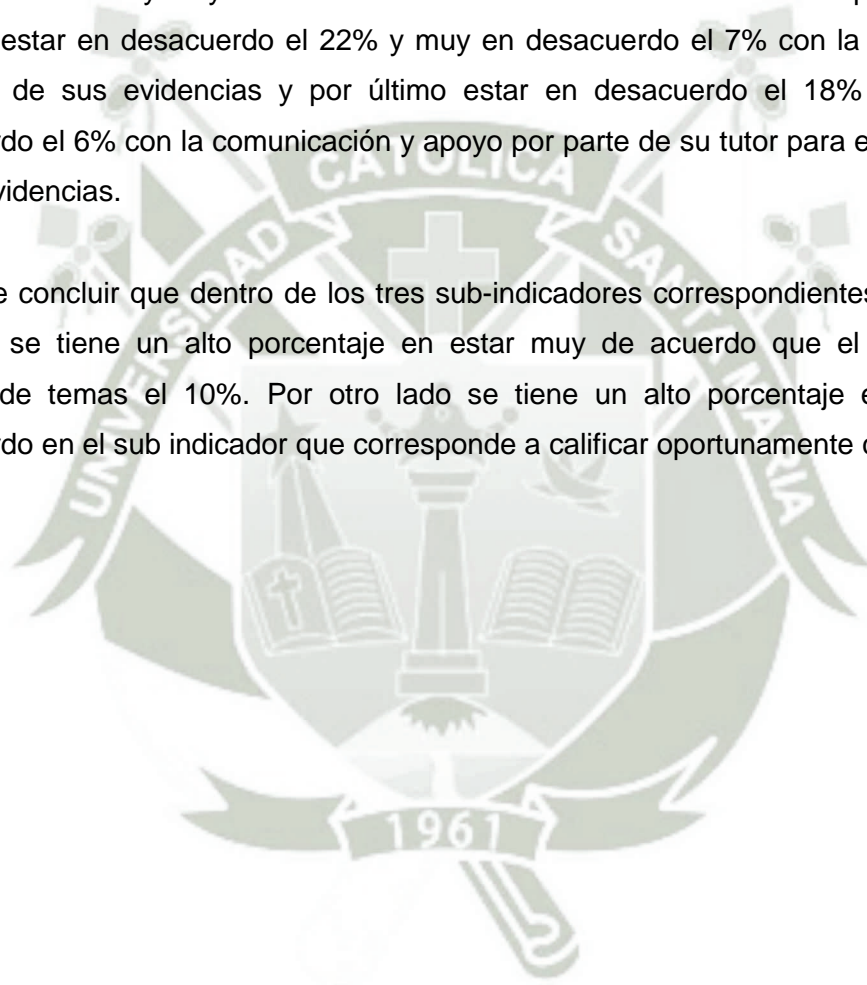 estar en desacuerdo el 22% y muy en desacuerdo el 7% con la
de sus evidencias y por último estar en desacuerdo el 18%
rdo el 6% con la comunicación y apoyo por parte de su tutor para e
videncias.
e concluir que dentro de los tres sub-indicadores correspondientes
se tiene un alto porcentaje en estar muy de acuerdo que el
de temas el 10%. Por otro lado se tiene un alto porcentaje e
rdo en el sub indicador que corresponde a calificar oportunamente
UNIVERSIDAD CATOLICA SANTA MARIA
1961